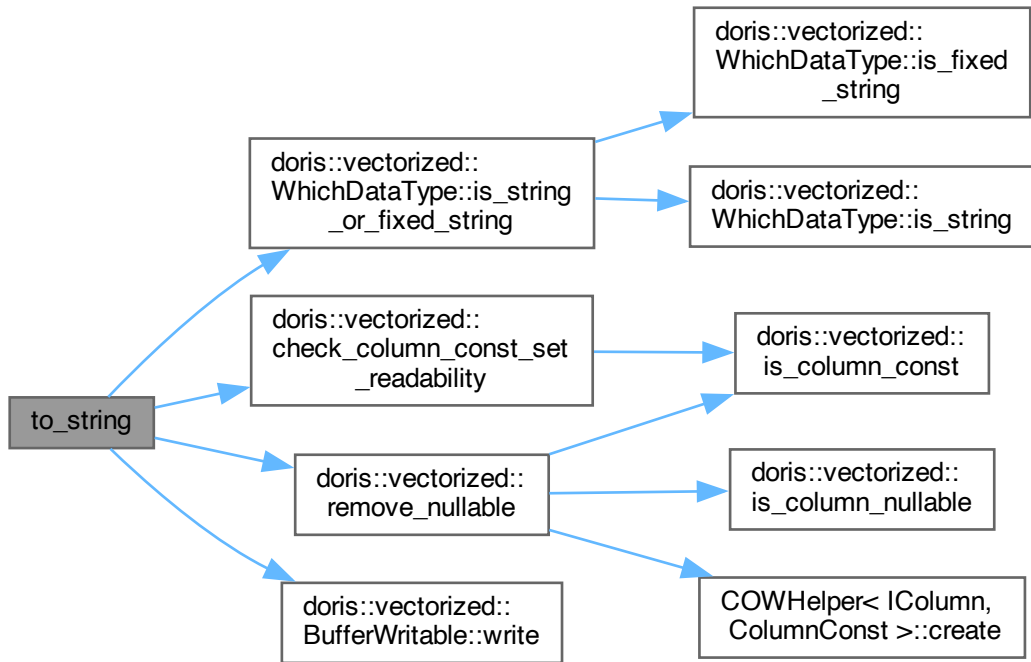 to_string
doris::vectorized::
WhichDataType::is_string
_or_fixed_string
doris::vectorized::
check_column_const_set
_readability
doris::vectorized::
remove_nullable
doris::vectorized::
BufferWritable::write
doris::vectorized::
WhichDataType::is_fixed
_string
doris::vectorized::
WhichDataType::is_string
doris::vectorized::
is_column_const
doris::vectorized::
is_column_nullable
COWHelper< IColumn,
ColumnConst >::create